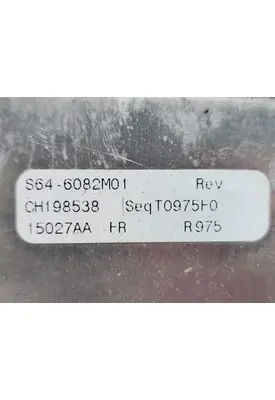 S64-6082M01 Rev
CH198538 SeqT0975F0
15027AA FR R975